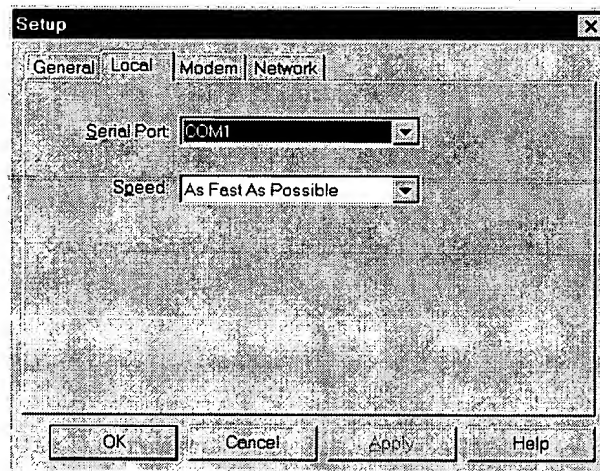 Setup
General Local Modem Network
Serial Port: COM1
Speed: As Fast As Possible
OK Cancel Apply Help